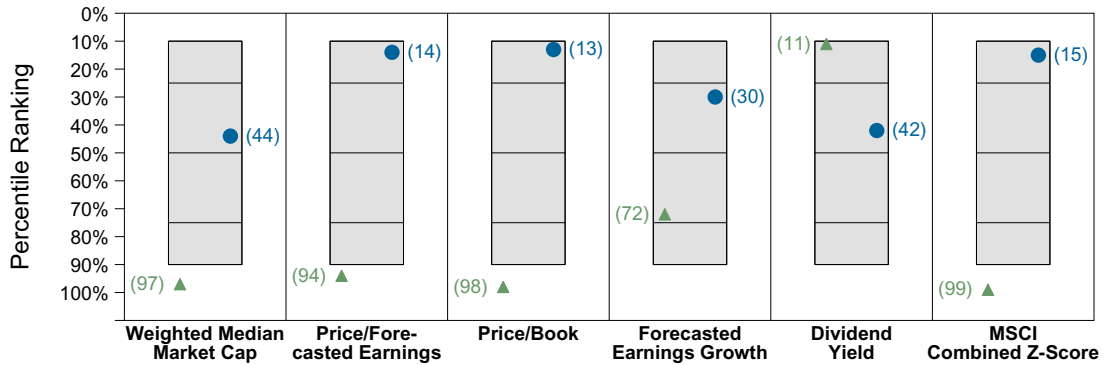 Percentile Ranking
0%
10%
20%
30%
40%
50%
60%
70%
80%
90%
100%
(44)
(97)
(14)
(94)
(13)
(98)
(30)
(72)
(11)
(42)
(15)
(99)
Weighted Median
Market Cap
Price/Fore-
casted Earnings
Price/Book
Forecasted
Earnings Growth
Dividend
Yield
MSCI
Combined Z-Score